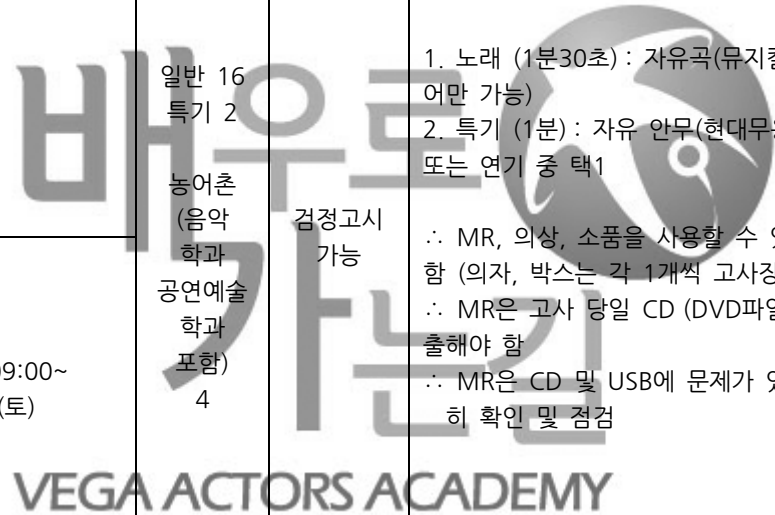 09:00~
(토)
일반 16
특기 2
농어촌
(음악
학과
공연예술
학과
포함)
4
검정고시
가능
1. 노래 (1분30초) : 자유곡(뮤지컬
어만 가능)
2. 특기 (1분) : 자유 안무(현대무용
또는 연기 중 택1
∴ MR, 의상, 소품을 사용할 수
함 (의자, 박스는 각 1개씩 고사장
∴ MR은 고사 당일 CD (DVD파일
출해야 함
∴ MR은 CD 및 USB에 문제가
히 확인 및 점검
배우로
가는길
VEGA ACTORS ACADEMY